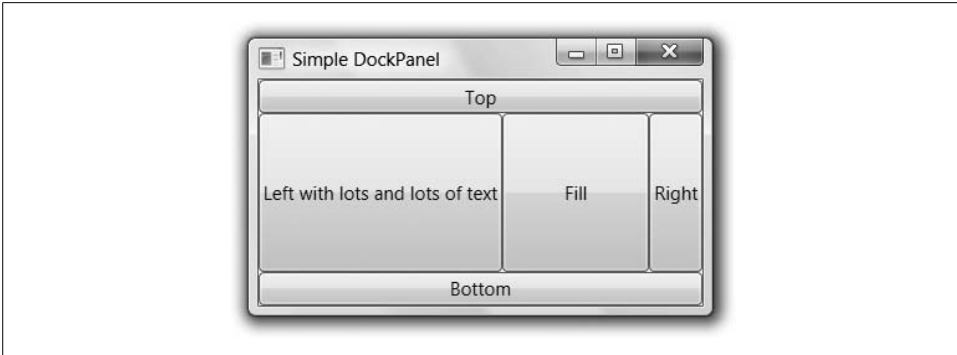 Simple DockPanel
Top
Left with lots and lots of text
Fill
Right
Bottom